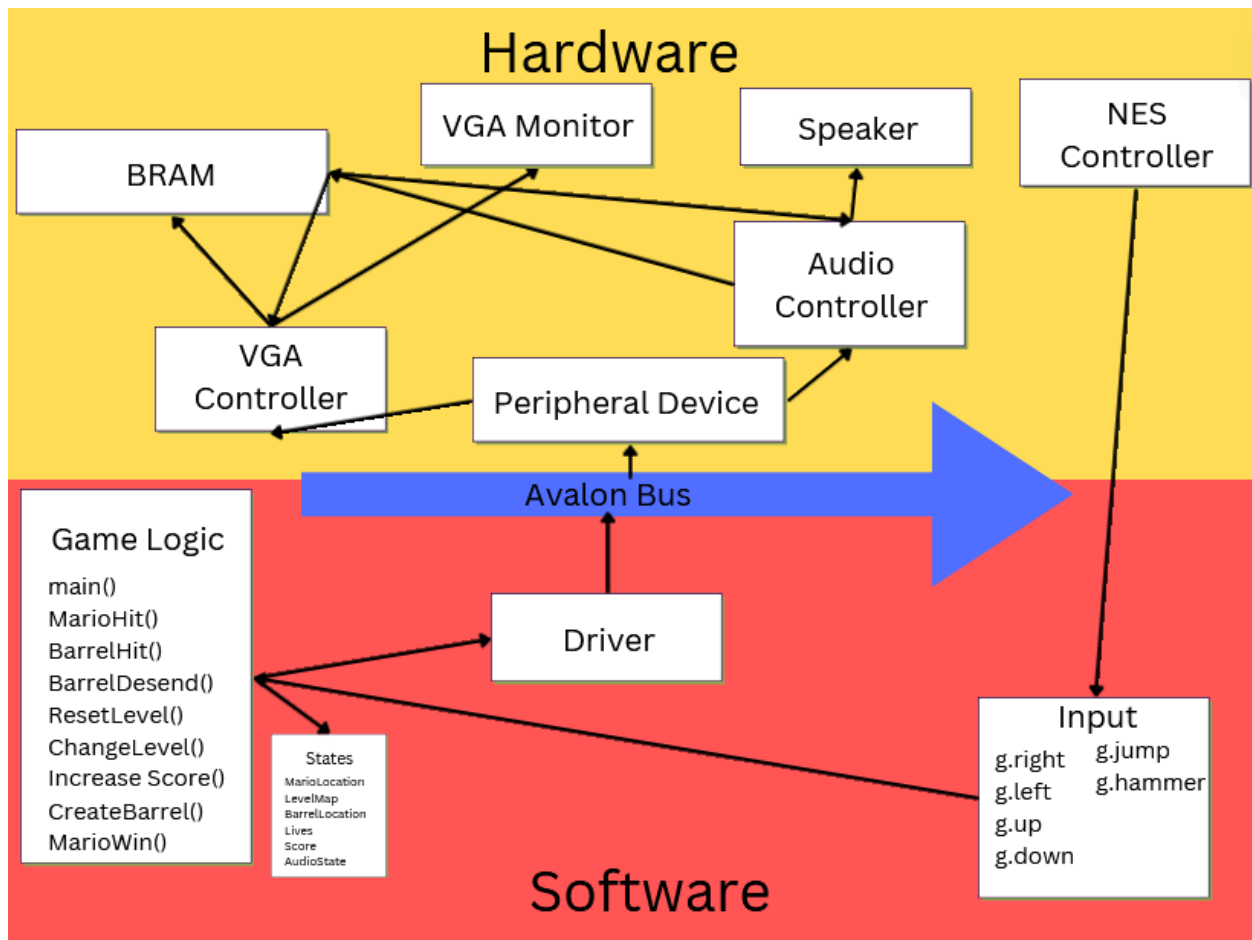 Hardware
VGA Monitor
Speaker
NES
Controller
BRAM
Audio
Controller
VGA
Controller
Peripheral Device
Avalon Bus
Game Logic
main()
MarioHit()
BarrelHit()
BarrelDesend()
ResetLevel()
ChangeLevel()
Increase Score()
CreateBarrel()
MarioWin()
Driver
States
MarioLocation
LevelMap
BarrelLocation
Lives
Score
AudioState
Input
g.right
g.left
g.up
g.down
g.jump
g.hammer
Software